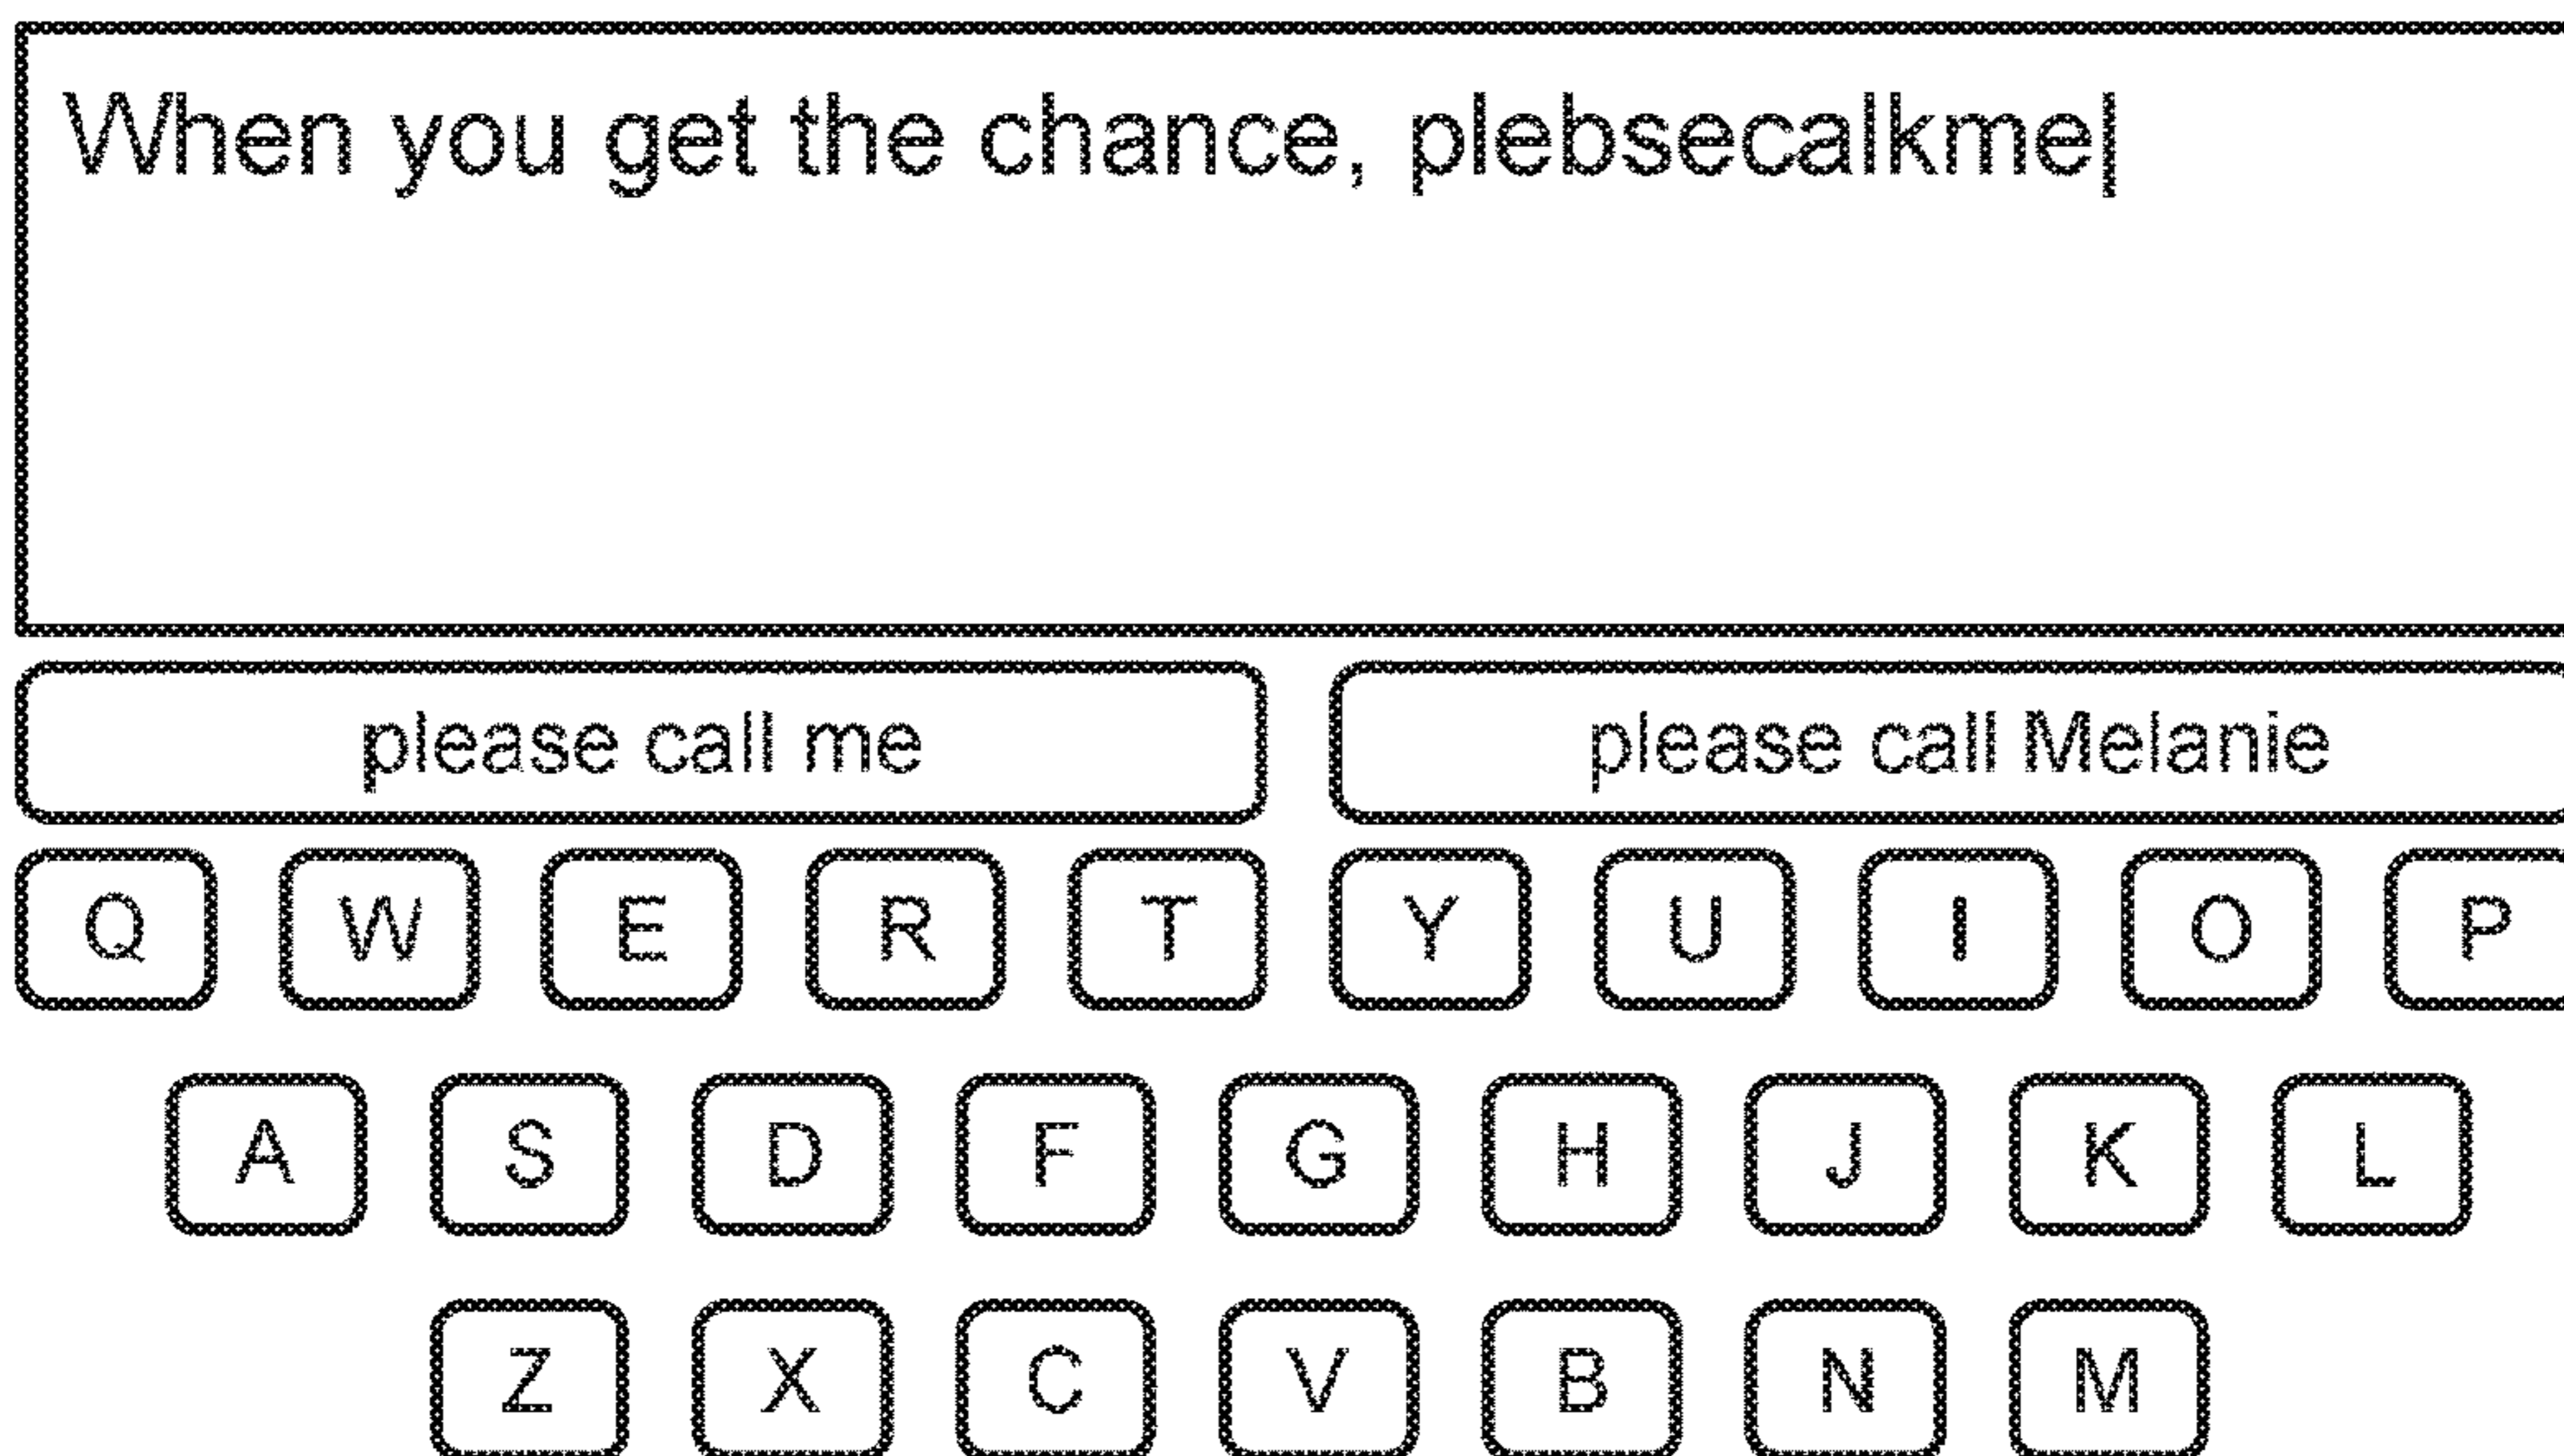 When you get the chance, plebsecalkme
please call me please call Melanie
Q W E R T Y U I O P
A S D F G H J K L
Z X C V B N M